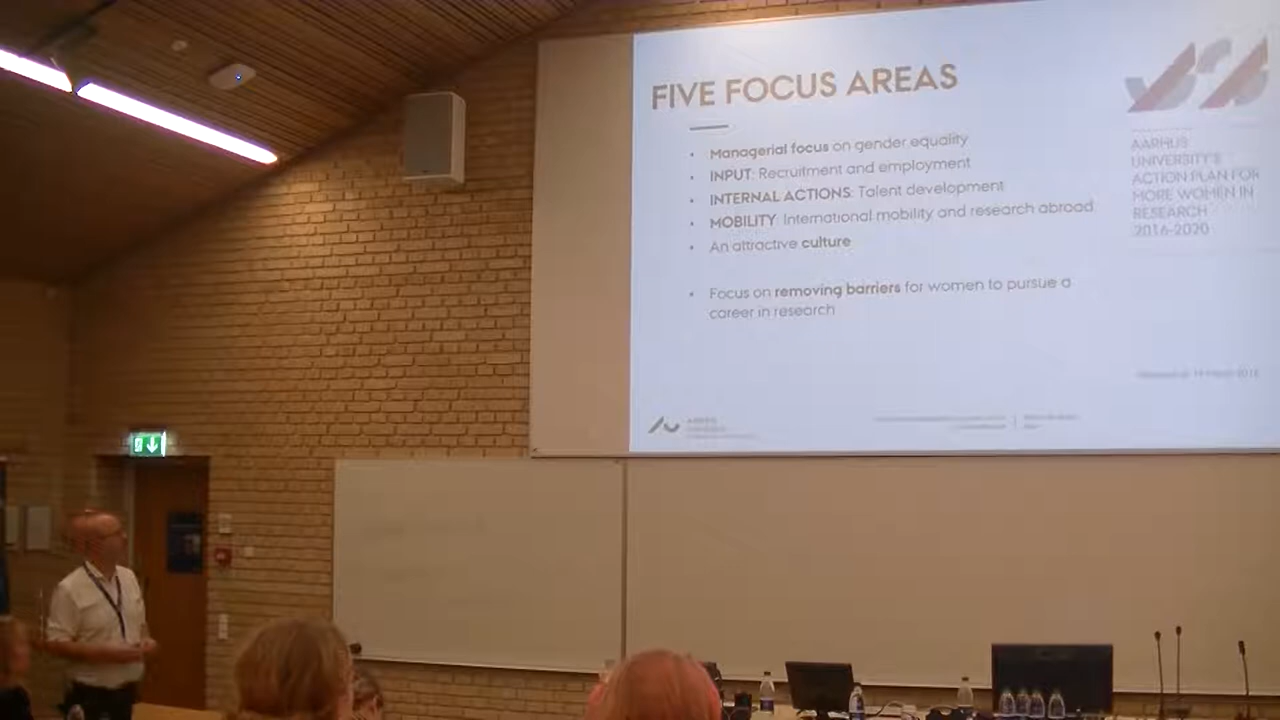 FIVE FOCUS AREAS
Managerial focus on gender equality
INPUT: Recruitment and employment
INTERNAL ACTIONS: Talent development
MOBILITY: International mobility and research abroad
An attractive culture
Focus on removing barriers for women to pursue a
career in research
AARHUS
UNIVERSITY'S
ACTION PLAN FOR
MORE WOMEN IN
RESEARCH
2016-2020